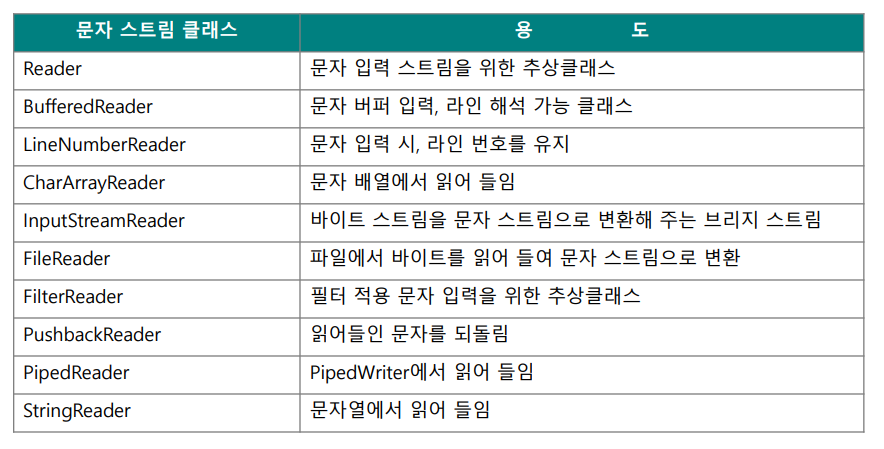 문자 스트림 클래스 용 도
Reader 문자 입력 스트림을 위한 추상클래스
BufferedReader 문자 버퍼 입력, 라인 해석 가능 클래스
LineNumberReader 문자 입력 시, 라인 번호를 유지
CharArrayReader 문자 배열에서 읽어 들임
InputStreamReader 바이트 스트림을 문자 스트림으로 변환해 주는 브리지 스트림
FileReader 파일에서 바이트를 읽어 들여 문자 스트림으로 변환
FilterReader 필터 적용 문자 입력을 위한 추상클래스
PushbackReader 읽어들인 문자를 되돌림
PipedReader PipedWriter에서 읽어 들임
StringReader 문자열에서 읽어 들임